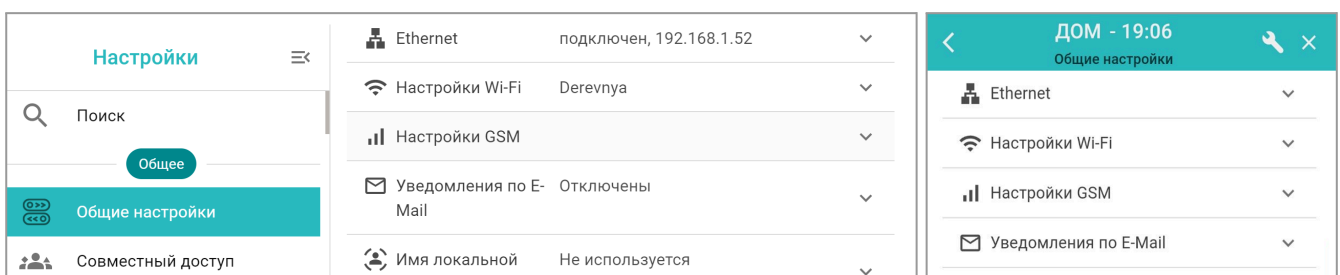 Настройки
Поиск
Общее
Общие настройки
Совместный доступ
Ethernet подключен, 192.168.1.52
Настройки Wi-Fi Derevnya
Настройки GSM
Уведомления по E- Отключены
Mail
Имя локальной Не используется
ДОМ - 19:06
Общие настройки
Ethernet
Настройки Wi-Fi
Настройки GSM
Уведомления по E-Mail